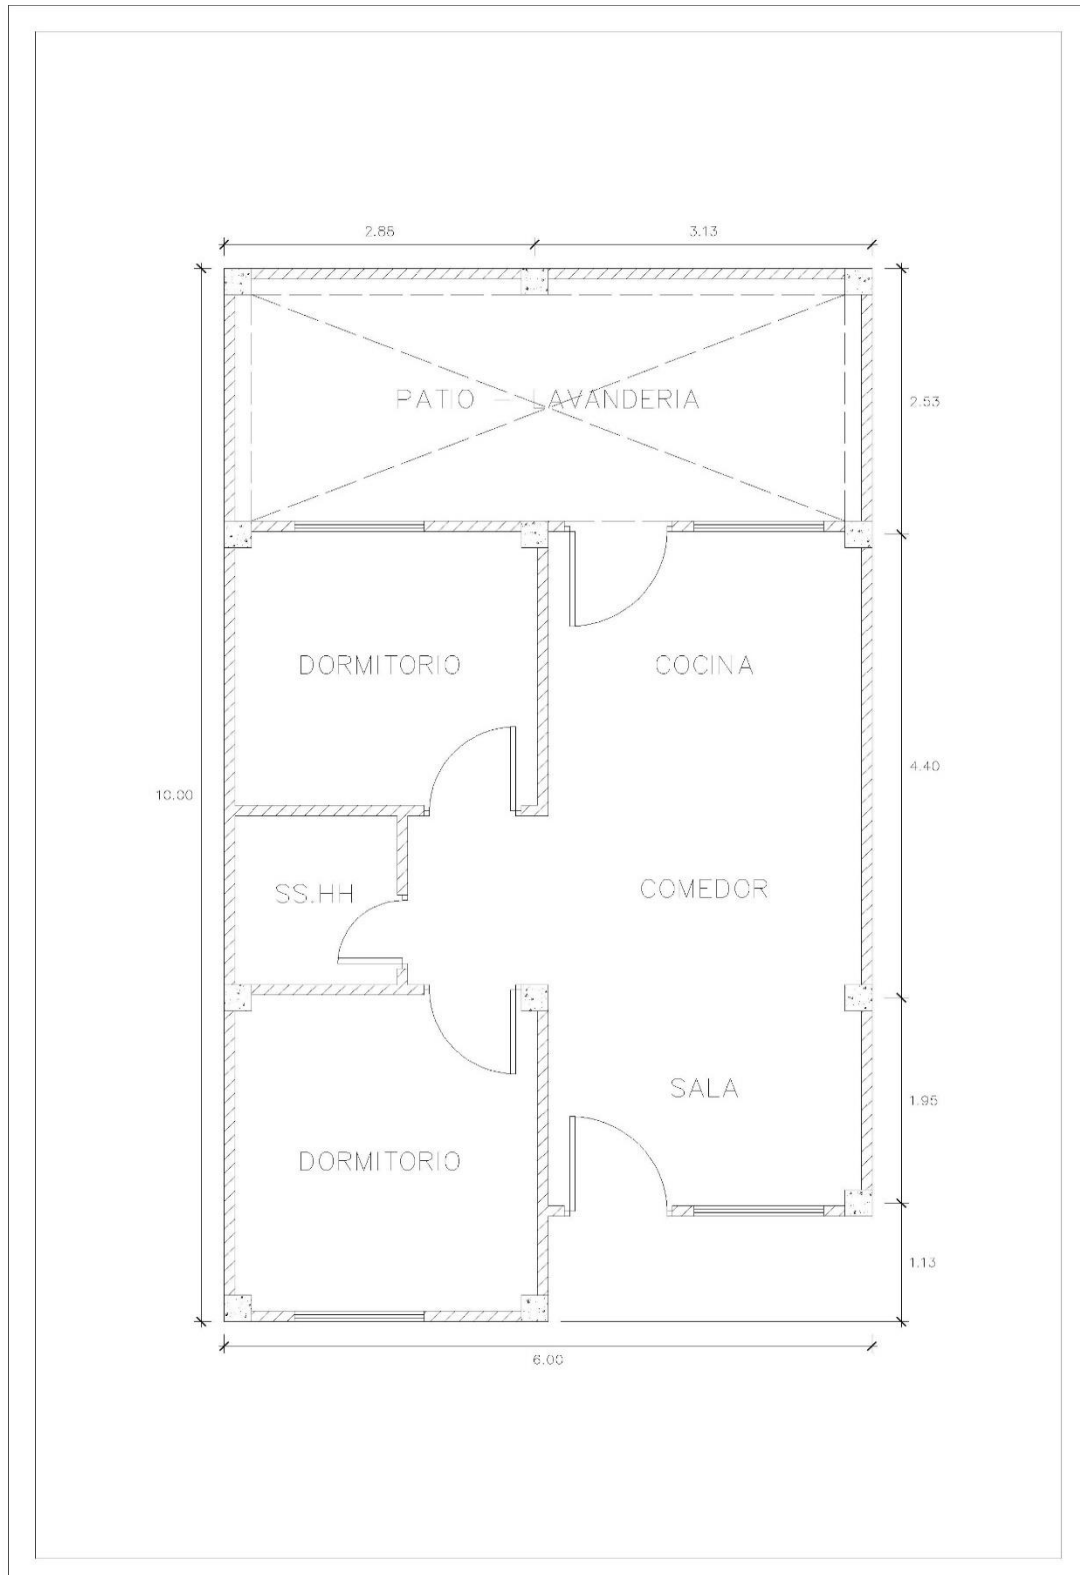 2.88
3.13
PATIO - LAVANDERIA
2.53
DORMITORIO
COCINA
4.40
10.00
SS.HH
COMEDOR
SALA
1.95
DORMITORIO
1.13
6.00